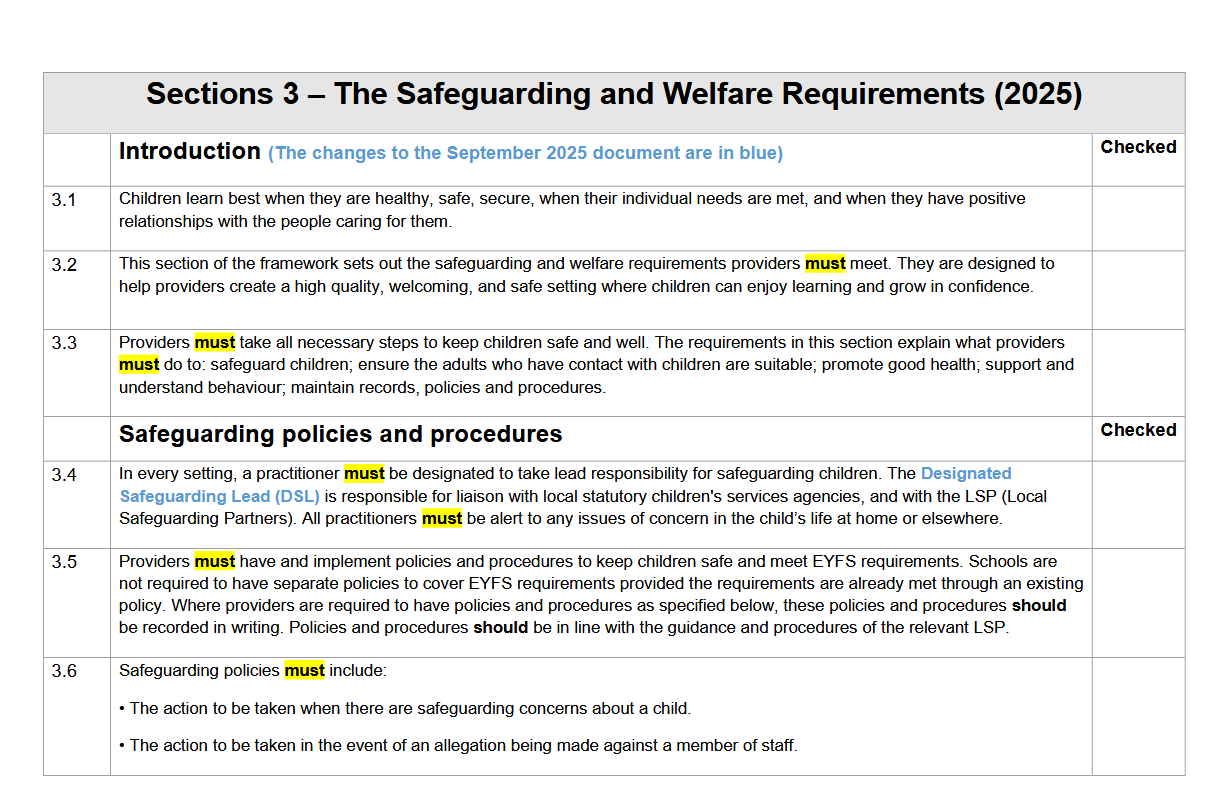 Sections 3 – The Safeguarding and Welfare Requirements (2025)
Introduction (The changes to the September 2025 document are in blue)
Checked
3.1
Children learn best when they are healthy, safe, secure, when their individual needs are met, and when they have positive
relationships with the people caring for them.
3.2
This section of the framework sets out the safeguarding and welfare requirements providers must meet. They are designed to
help providers create a high quality, welcoming, and safe setting where children can enjoy learning and grow in confidence.
3.3
Providers must take all necessary steps to keep children safe and well. The requirements in this section explain what providers
must do to: safeguard children; ensure the adults who have contact with children are suitable; promote good health; support and
understand behaviour; maintain records, policies and procedures.
Safeguarding policies and procedures
Checked
3.4
In every setting, a practitioner must be designated to take lead responsibility for safeguarding children. The Designated
Safeguarding Lead (DSL) is responsible for liaison with local statutory children's services agencies, and with the LSP (Local
Safeguarding Partners). All practitioners must be alert to any issues of concern in the child’s life at home or elsewhere.
3.5
Providers must have and implement policies and procedures to keep children safe and meet EYFS requirements. Schools are
not required to have separate policies to cover EYFS requirements provided the requirements are already met through an existing
policy. Where providers are required to have policies and procedures as specified below, these policies and procedures should
be recorded in writing. Policies and procedures should be in line with the guidance and procedures of the relevant LSP.
3.6
Safeguarding policies must include:
• The action to be taken when there are safeguarding concerns about a child.
• The action to be taken in the event of an allegation being made against a member of staff.